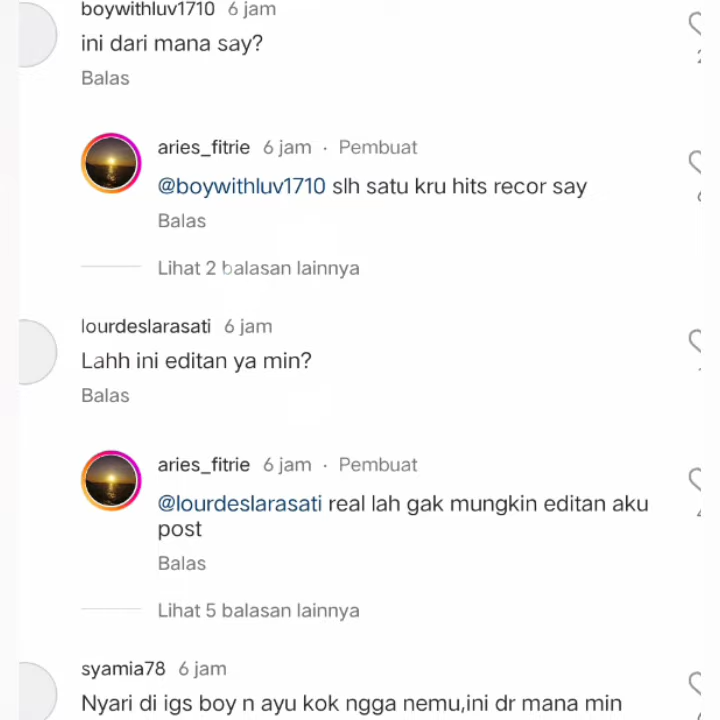 boywithluv1710 6 jam
ini dari mana say?
Balas
aries_fitrie 6 jam · Pembuat
@boywithluv1710 slh satu kru hits recor say
Balas
Lihat 2 balasan lainnya
lourdeslarasati 6 jam
Lahh ini editan ya min?
Balas
aries_fitrie 6 jam · Pembuat
@lourdeslarasati real lah gak mungkin editan aku
post
Balas
Lihat 5 balasan lainnya
syamia78 6 jam
Nyari di igs boy n ayu kok ngga nemu,ini dr mana min